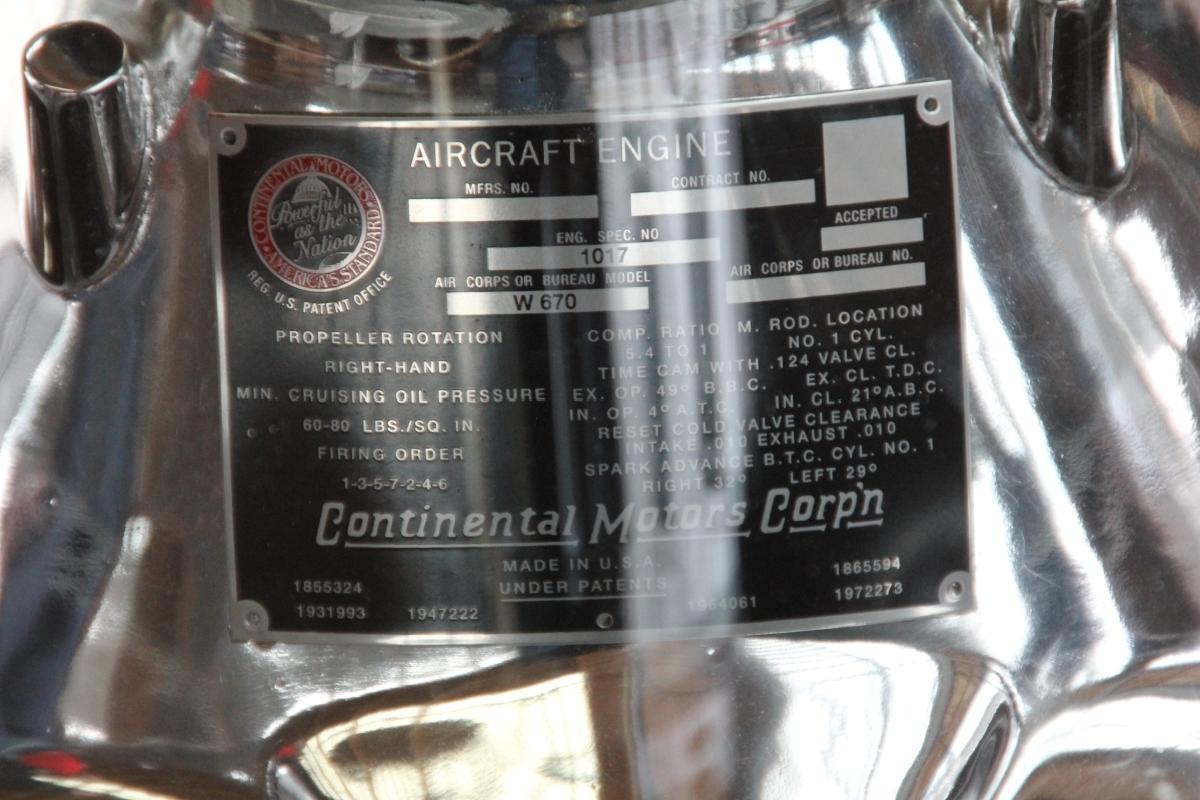 AIRCRAFT ENGINE
CONTINENTAL MOTORS
Powerful
as the
Nation
AMERICA'S STANDARD
REG. U.S. PATENT OFFICE
MFRS. NO.
CONTRACT NO.
ACCEPTED
ENG. SPEC. NO
1017
AIR CORPS OR BUREAU MODEL
W 670
AIR CORPS OR BUREAU NO.
PROPELLER ROTATION
RIGHT-HAND
MIN. CRUISING OIL PRESSURE
60-80 LBS./SQ. IN.
FIRING ORDER
1-3-5-7-2-4-6
COMP. RATIO M. ROD. LOCATION
5.4 TO 1 NO. 1 CYL.
TIME CAM WITH .124 VALVE CL.
EX. OP. 49º B.B.C. EX. CL. T.D.C.
IN. OP. 4º A.T.C. IN. CL. 21º A.B.C.
RESET COLD VALVE CLEARANCE
INTAKE .010 EXHAUST .010
SPARK ADVANCE B.T.C. CYL. NO. 1
RIGHT 32º LEFT 29º
Continental Motors Corp'n
MADE IN U.S.A.
UNDER PATENTS
1855324 1865594
1931993 1947222 1964061 1972273